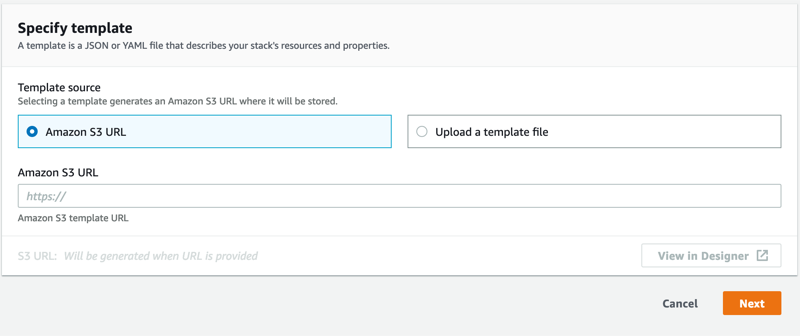 Specify template
A template is a JSON or YAML file that describes your stack's resources and properties.
Template source
Selecting a template generates an Amazon S3 URL where it will be stored.
Amazon S3 URL
Upload a template file
Amazon S3 URL
https://
Amazon S3 template URL
S3 URL: Will be generated when URL is provided
View in Designer
Cancel
Next